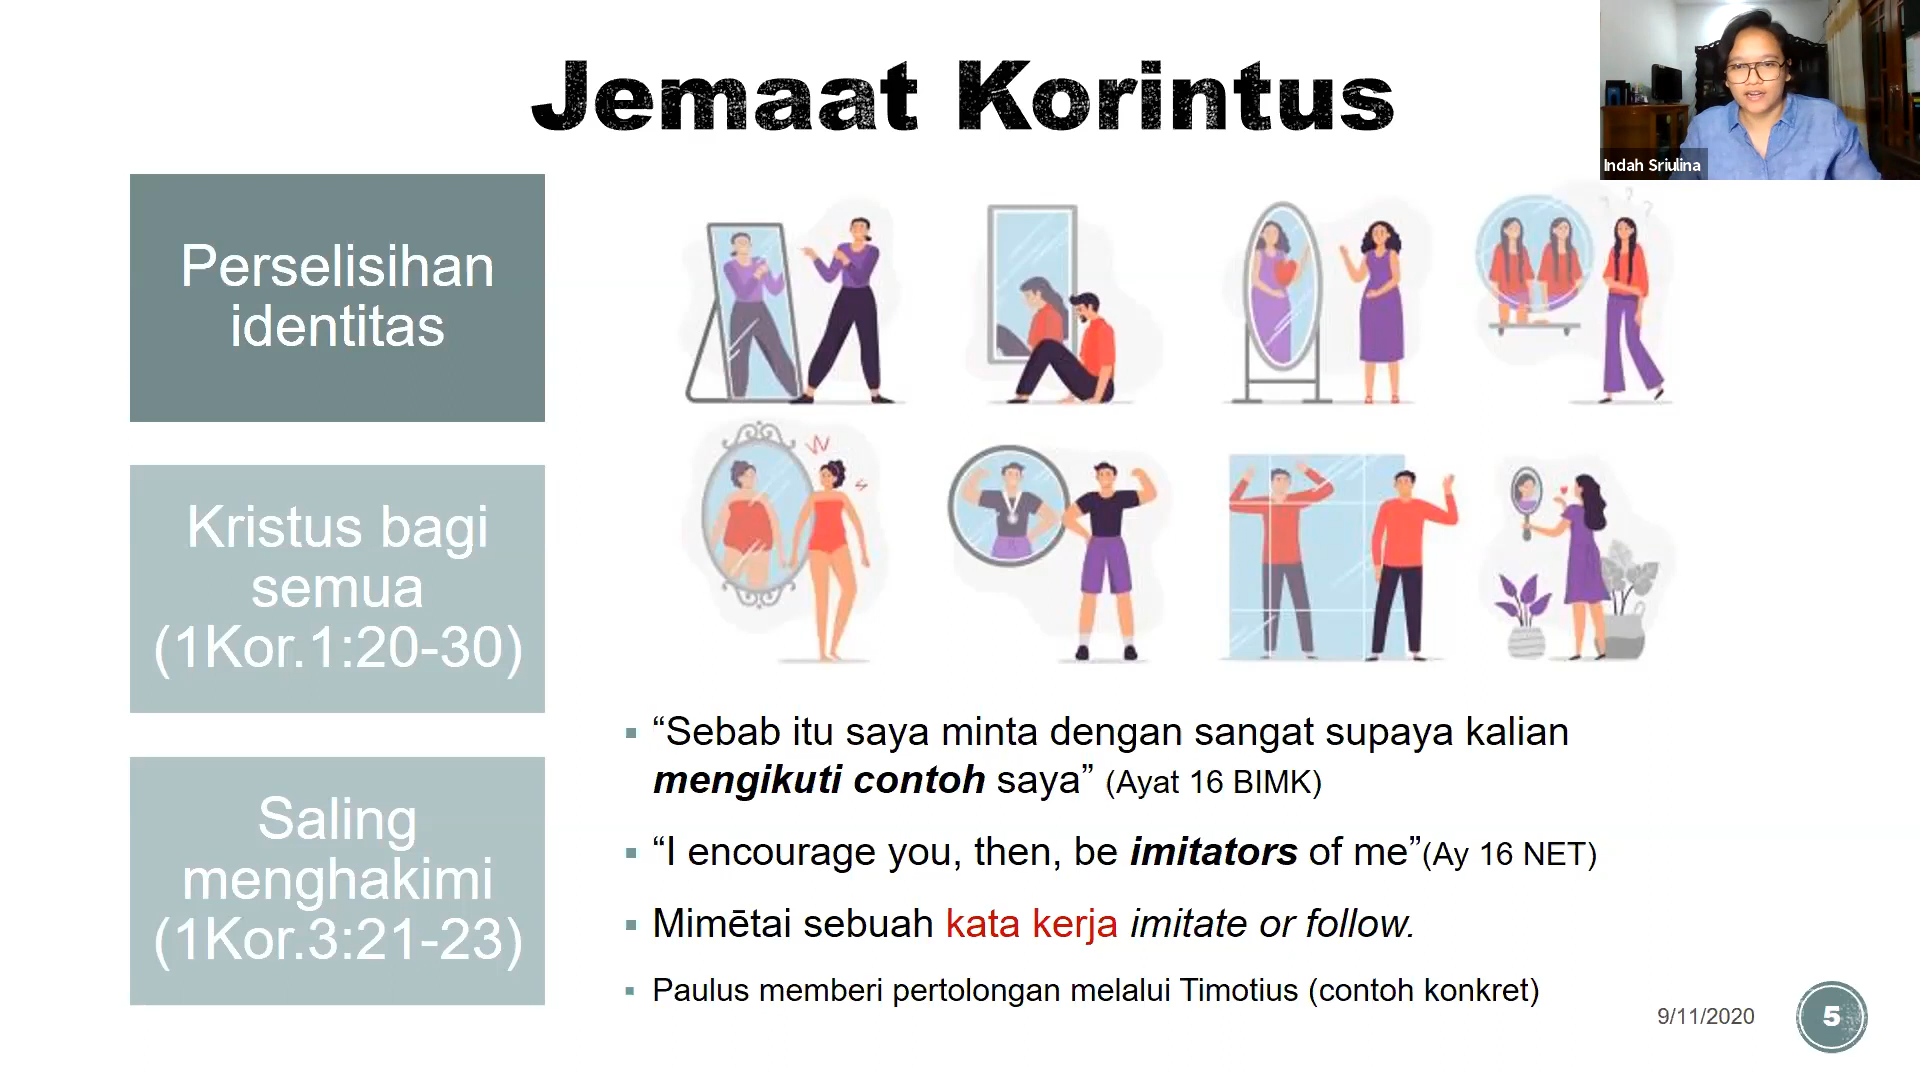 Jemaat Korintus
Indah Sriulina
Perselisihan
identitas
Kristus bagi
semua
(1Kor.1:20-30)
Saling
menghakimi
(1Kor.3:21-23)
“Sebab itu saya minta dengan sangat supaya kalian
mengikuti contoh saya” (Ayat 16 BIMK)
“I encourage you, then, be imitators of me”(Ay 16 NET)
Mimētai sebuah kata kerja imitate or follow.
Paulus memberi pertolongan melalui Timotius (contoh konkret)
9/11/2020
5